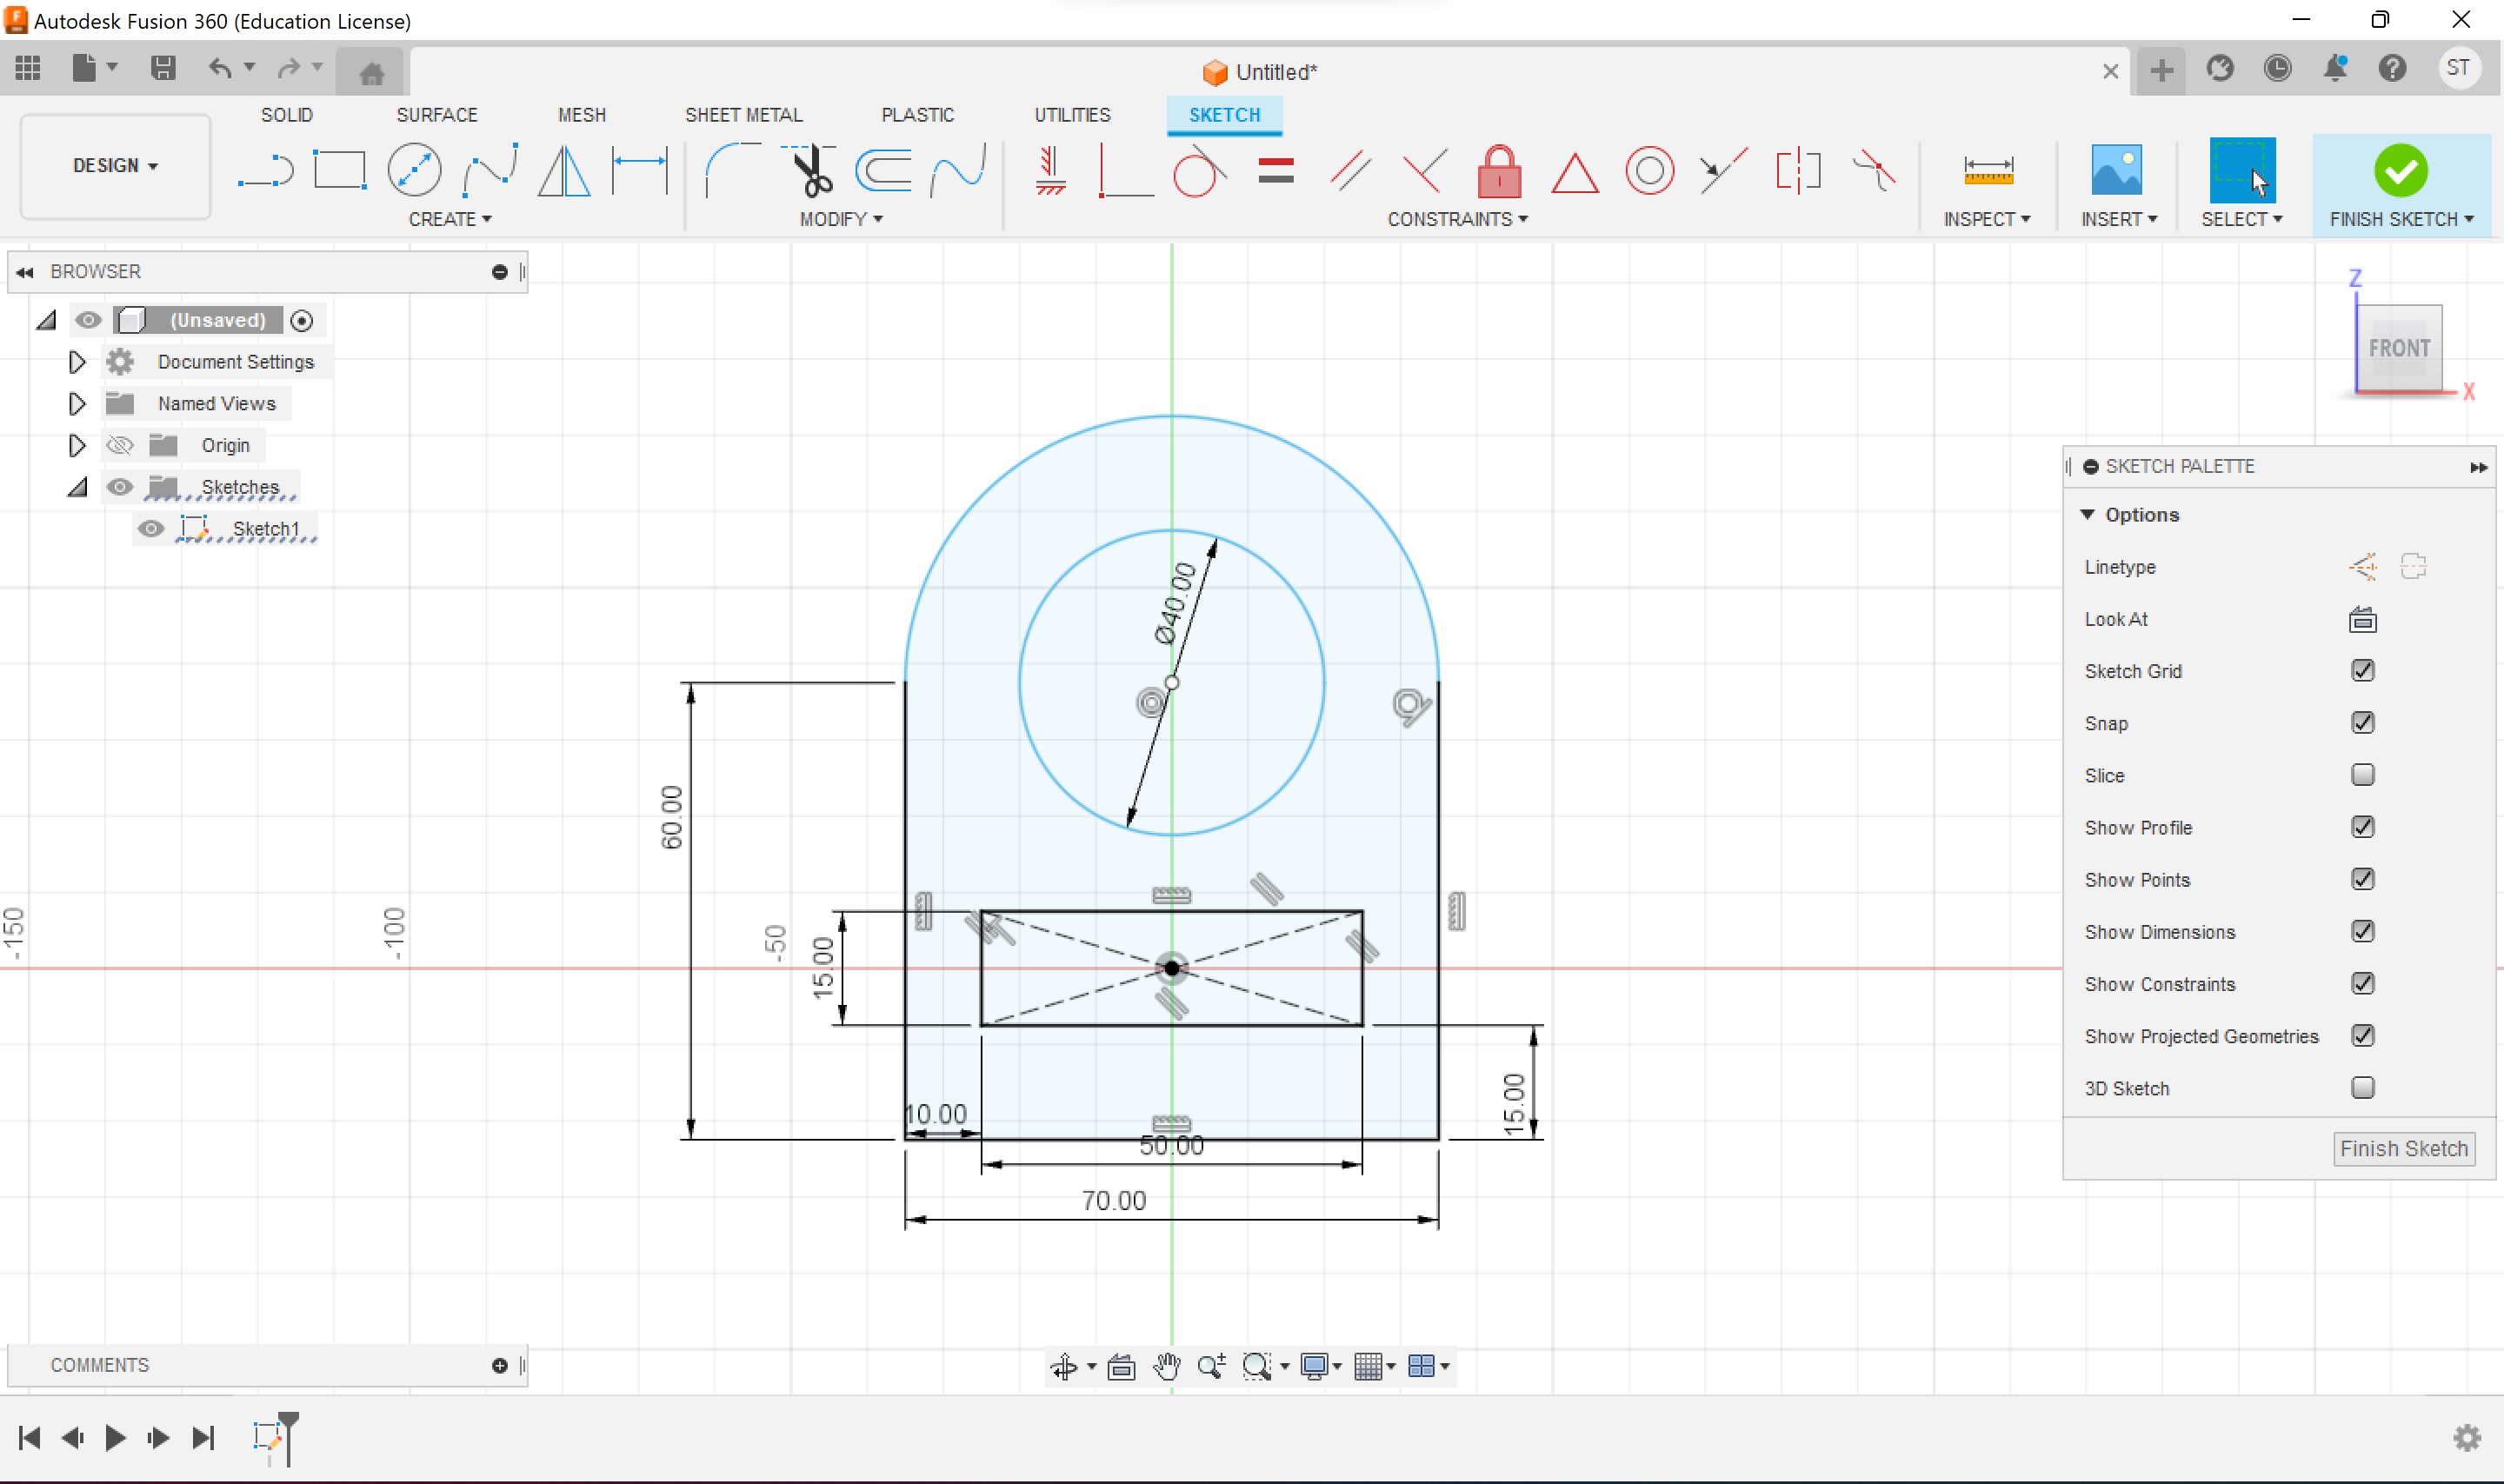 Autodesk Fusion 360 (Education License)
Untitled*
ST
SOLID SURFACE MESH SHEET METAL PLASTIC UTILITIES SKETCH
DESIGN
CREATE MODIFY CONSTRAINTS INSPECT INSERT SELECT FINISH SKETCH
BROWSER
(Unsaved)
Document Settings
Named Views
Origin
Sketches
Sketch1
Z
FRONT
X
SKETCH PALETTE
Options
Linetype
Look At
Sketch Grid
Snap
Slice
Show Profile
Show Points
Show Dimensions
Show Constraints
Show Projected Geometries
3D Sketch
Finish Sketch
Ø40.00
60.00
-150
-100
-50
15.00
15.00
10.00
50.00
70.00
COMMENTS